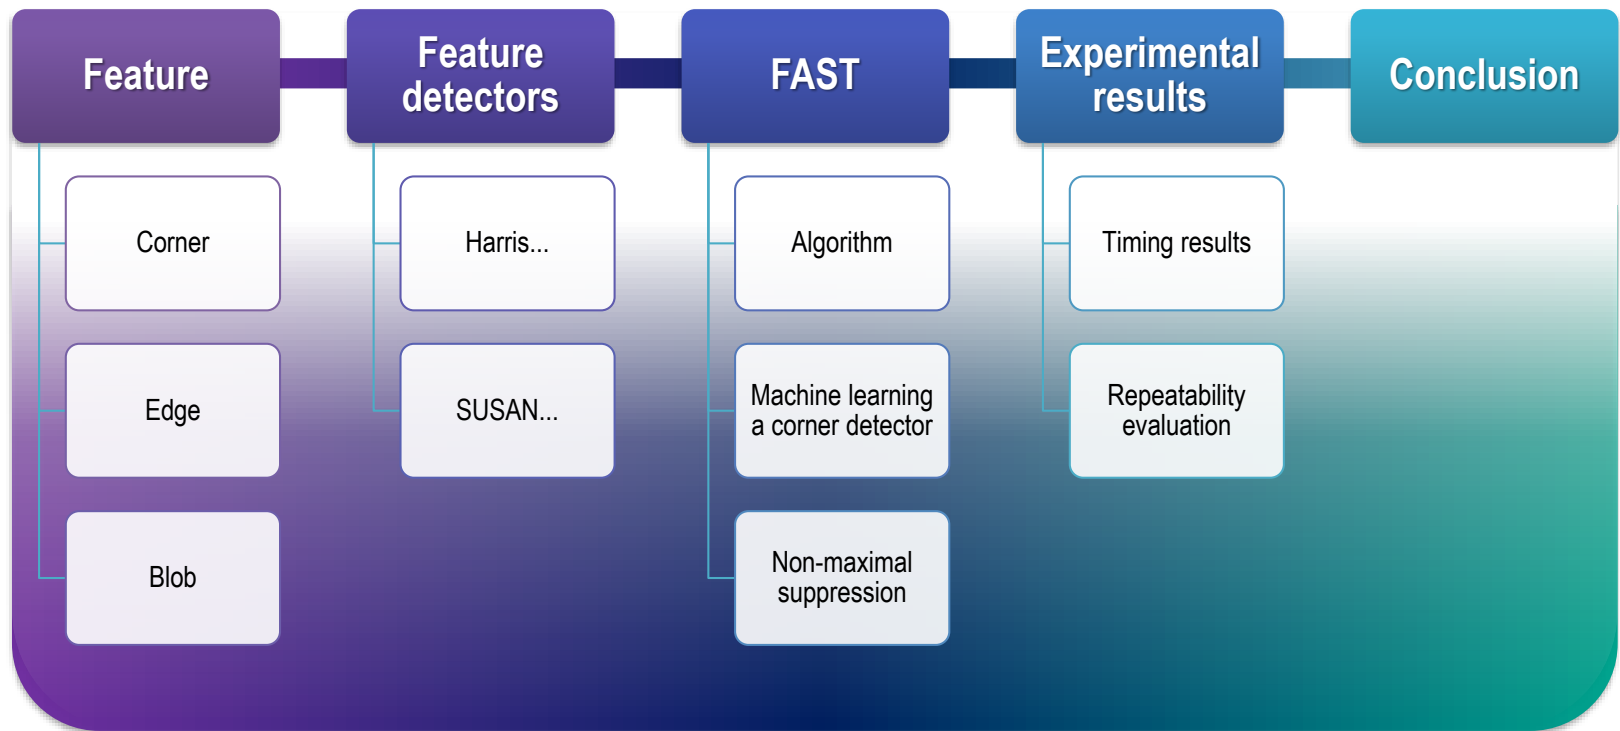 Feature
Corner
Edge
Blob
Feature
detectors
Harris...
SUSAN...
FAST
Algorithm
Machine learning
a corner detector
Non-maximal
suppression
Experimental
results
Timing results
Repeatability
evaluation
Conclusion